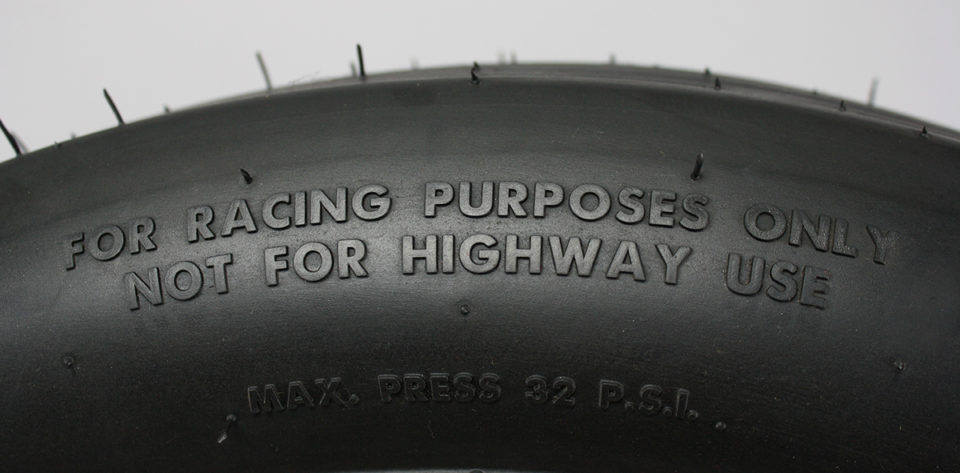 FOR RACING PURPOSES ONLY
NOT FOR HIGHWAY USE
MAX. PRESS 32 P.S.I.